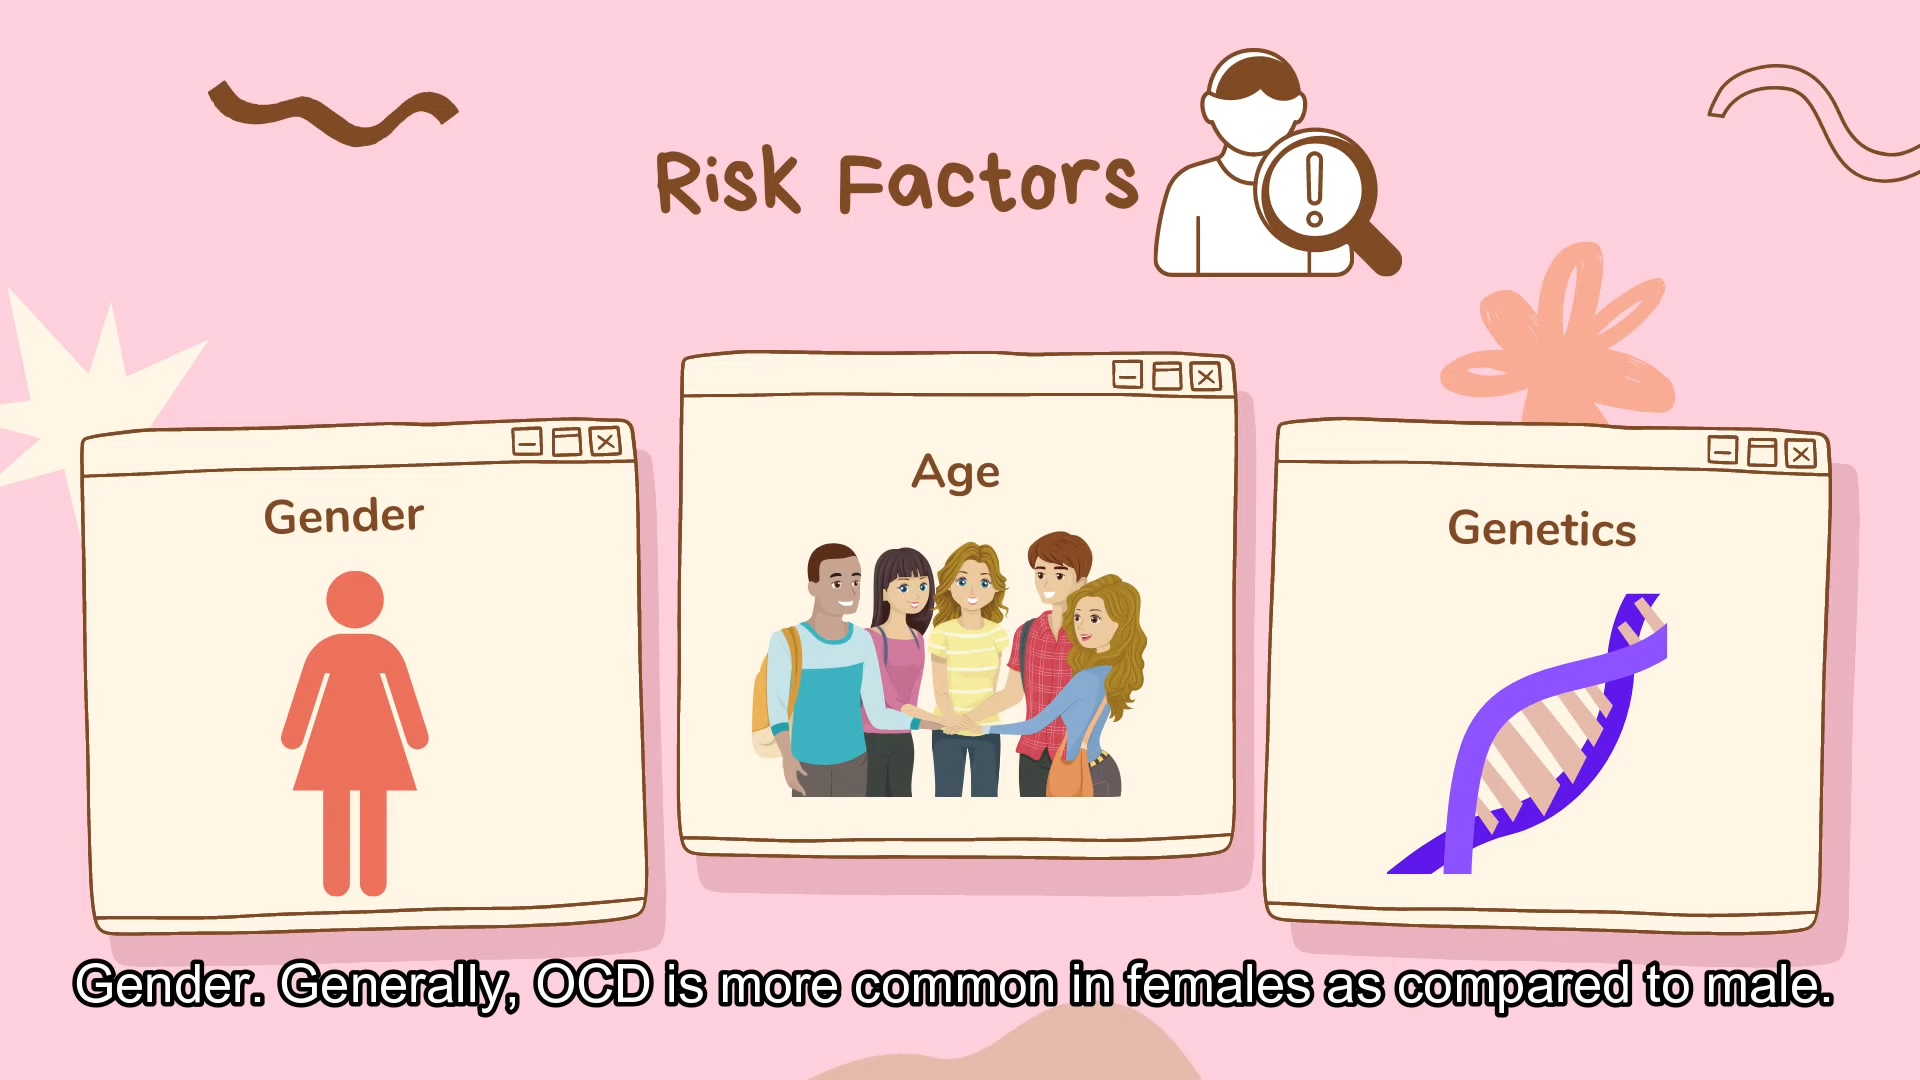 Risk Factors
Gender
Age
Genetics
Gender. Generally, OCD is more common in females as compared to male.